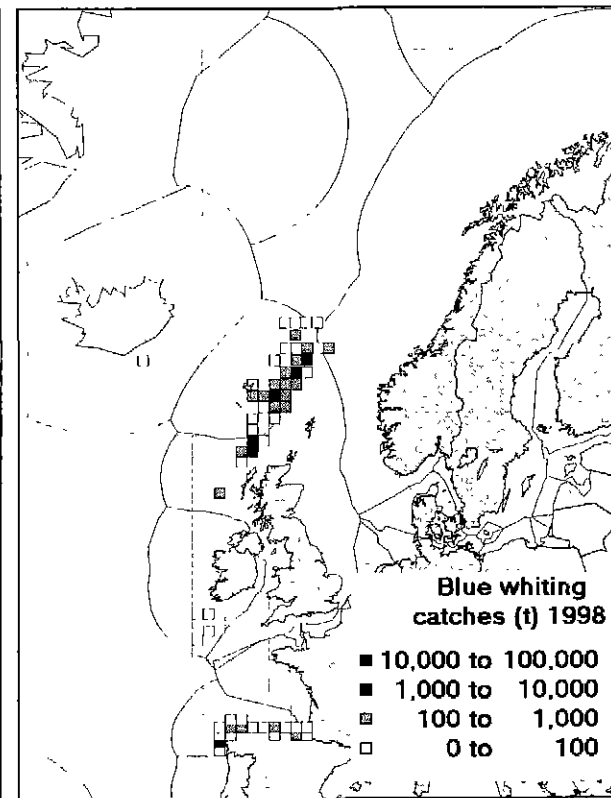 Blue whiting
catches (t) 1998
10,000 to 100,000
1,000 to 10,000
100 to 1,000
0 to 100